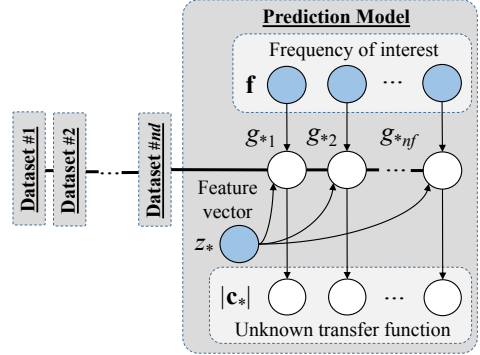 Prediction Model
Frequency of interest
f
...
g*1 g*2 g*nf
Dataset #1
Dataset #2
...
Dataset #nd
...
Feature
vector
z*
|c*|
...
Unknown transfer function